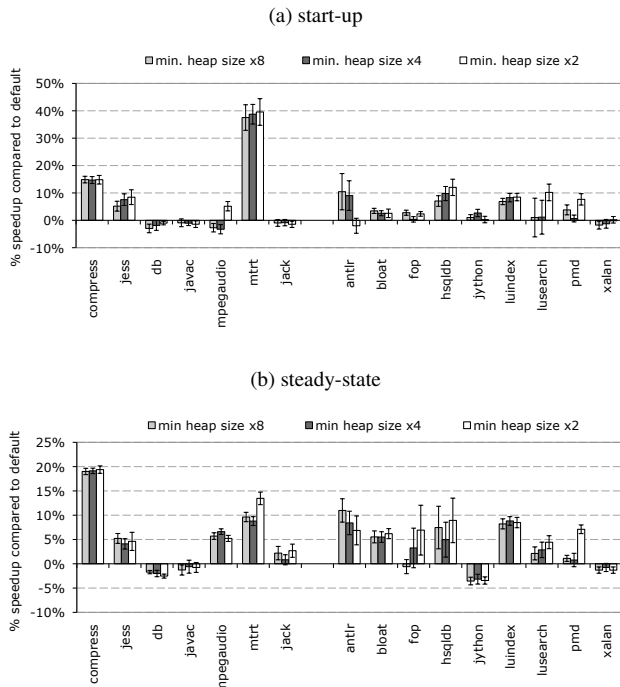 (a) start-up
min. heap size x8 min. heap size x4 min. heap size x2
% speedup compared to default
50%
40%
30%
20%
10%
0%
-10%
compress jess db javac mpegaudio mtrt jack antlr bloat fop hsqldb jython luindex lusearch pmd xalan
(b) steady-state
min heap size x8 min heap size x4 min heap size x2
% speedup compared to default
25%
20%
15%
10%
5%
0%
-5%
-10%
compress jess db javac mpegaudio mtrt jack antlr bloat fop hsqldb jython luindex lusearch pmd xalan